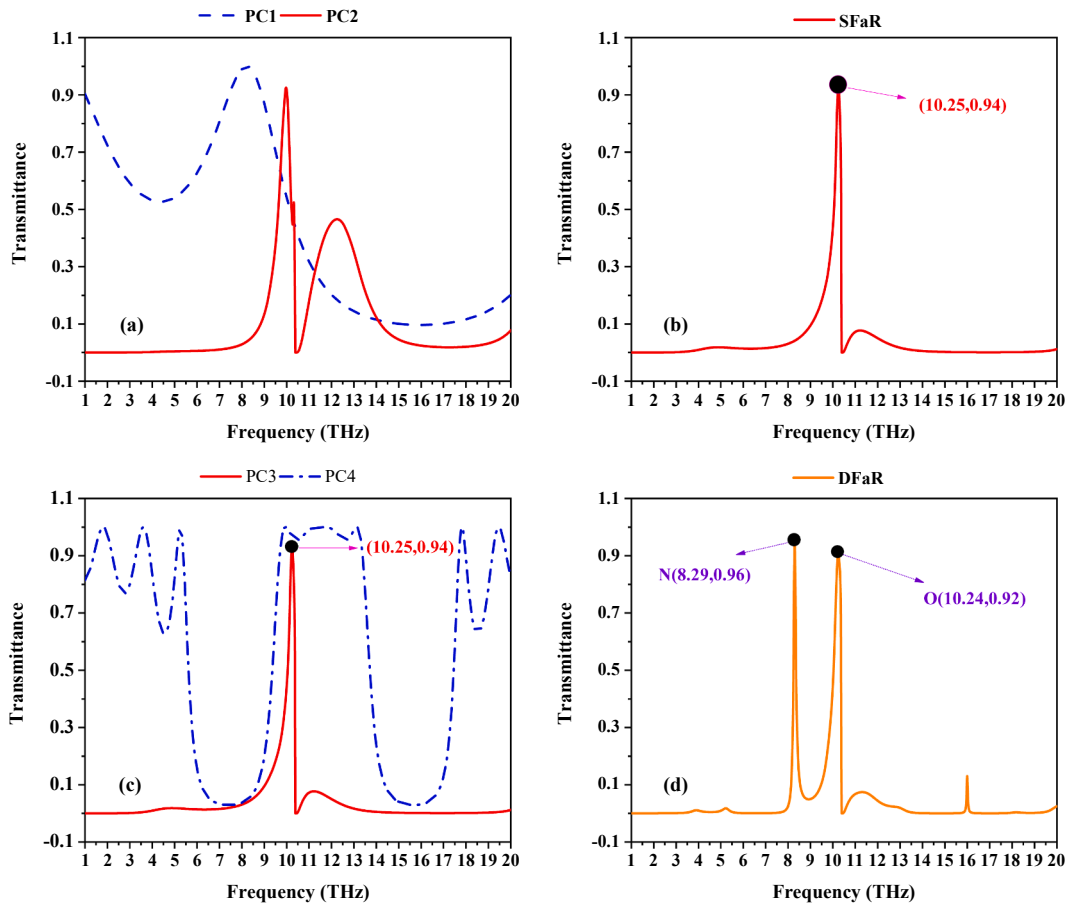 PC1 PC2
1.1
0.9
0.7
0.5
0.3
0.1
-0.1
Transmittance
(a)
1 2 3 4 5 6 7 8 9 10 11 12 13 14 15 16 17 18 19 20
Frequency (THz)
SFaR
1.1
0.9
0.7
0.5
0.3
0.1
-0.1
Transmittance
(10.25,0.94)
(b)
1 2 3 4 5 6 7 8 9 10 11 12 13 14 15 16 17 18 19 20
Frequency (THz)
PC3 PC4
1.1
0.9
0.7
0.5
0.3
0.1
-0.1
Transmittance
(10.25,0.94)
(c)
1 2 3 4 5 6 7 8 9 10 11 12 13 14 15 16 17 18 19 20
Frequency (THz)
DFaR
1.1
0.9
0.7
0.5
0.3
0.1
-0.1
Transmittance
N(8.29,0.96)
O(10.24,0.92)
(d)
1 2 3 4 5 6 7 8 9 10 11 12 13 14 15 16 17 18 19 20
Frequency (THz)